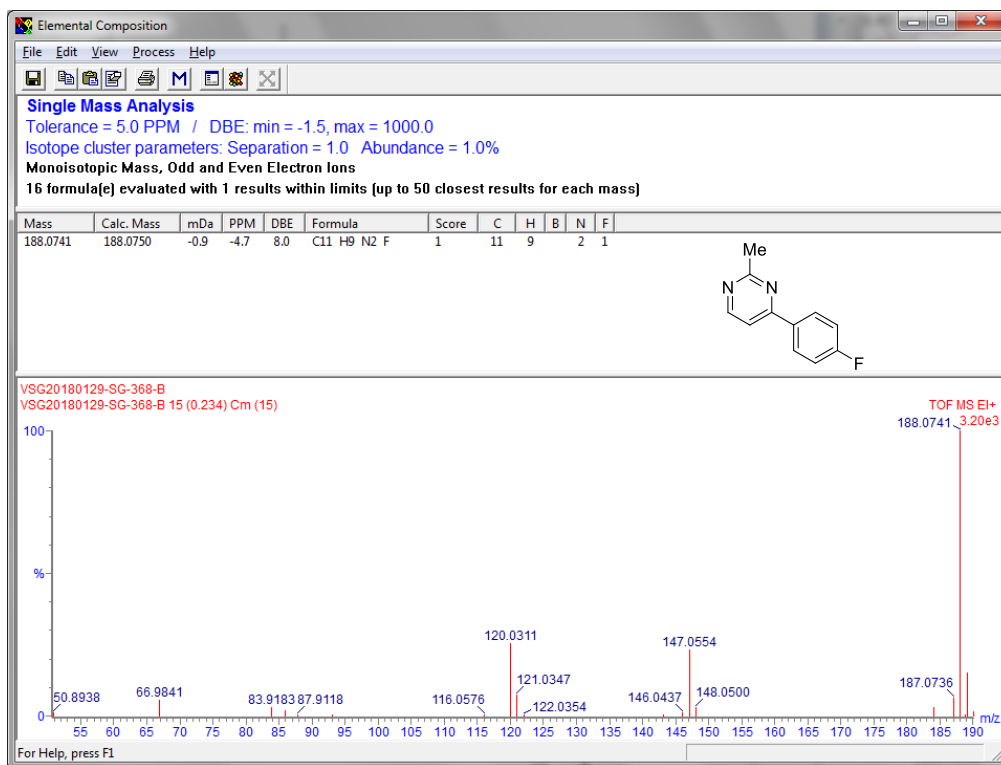 Elemental Composition
File Edit View Process Help
M
Single Mass Analysis
Tolerance = 5.0 PPM / DBE: min = -1.5, max = 1000.0
Isotope cluster parameters: Separation = 1.0 Abundance = 1.0%
Monoisotopic Mass, Odd and Even Electron Ions
16 formula(e) evaluated with 1 results within limits (up to 50 closest results for each mass)
Mass Calc. Mass mDa PPM DBE Formula Score C H B N F
188.0741 188.0750 -0.9 -4.7 8.0 C11 H9 N2 F 1 11 9 2 1
Me
N N
F
VSG20180129-SG-368-B
VSG20180129-SG-368-B 15 (0.234) Cm (15) TOF MS EI+
3.20e3
100 188.0741
%
120.0311
147.0554
121.0347
187.0736
50.8938 66.9841 83.9183 87.9118 116.0576 122.0354 146.0437 148.0500
0 m/z
55 60 65 70 75 80 85 90 95 100 105 110 115 120 125 130 135 140 145 150 155 160 165 170 175 180 185 190
For Help, press F1